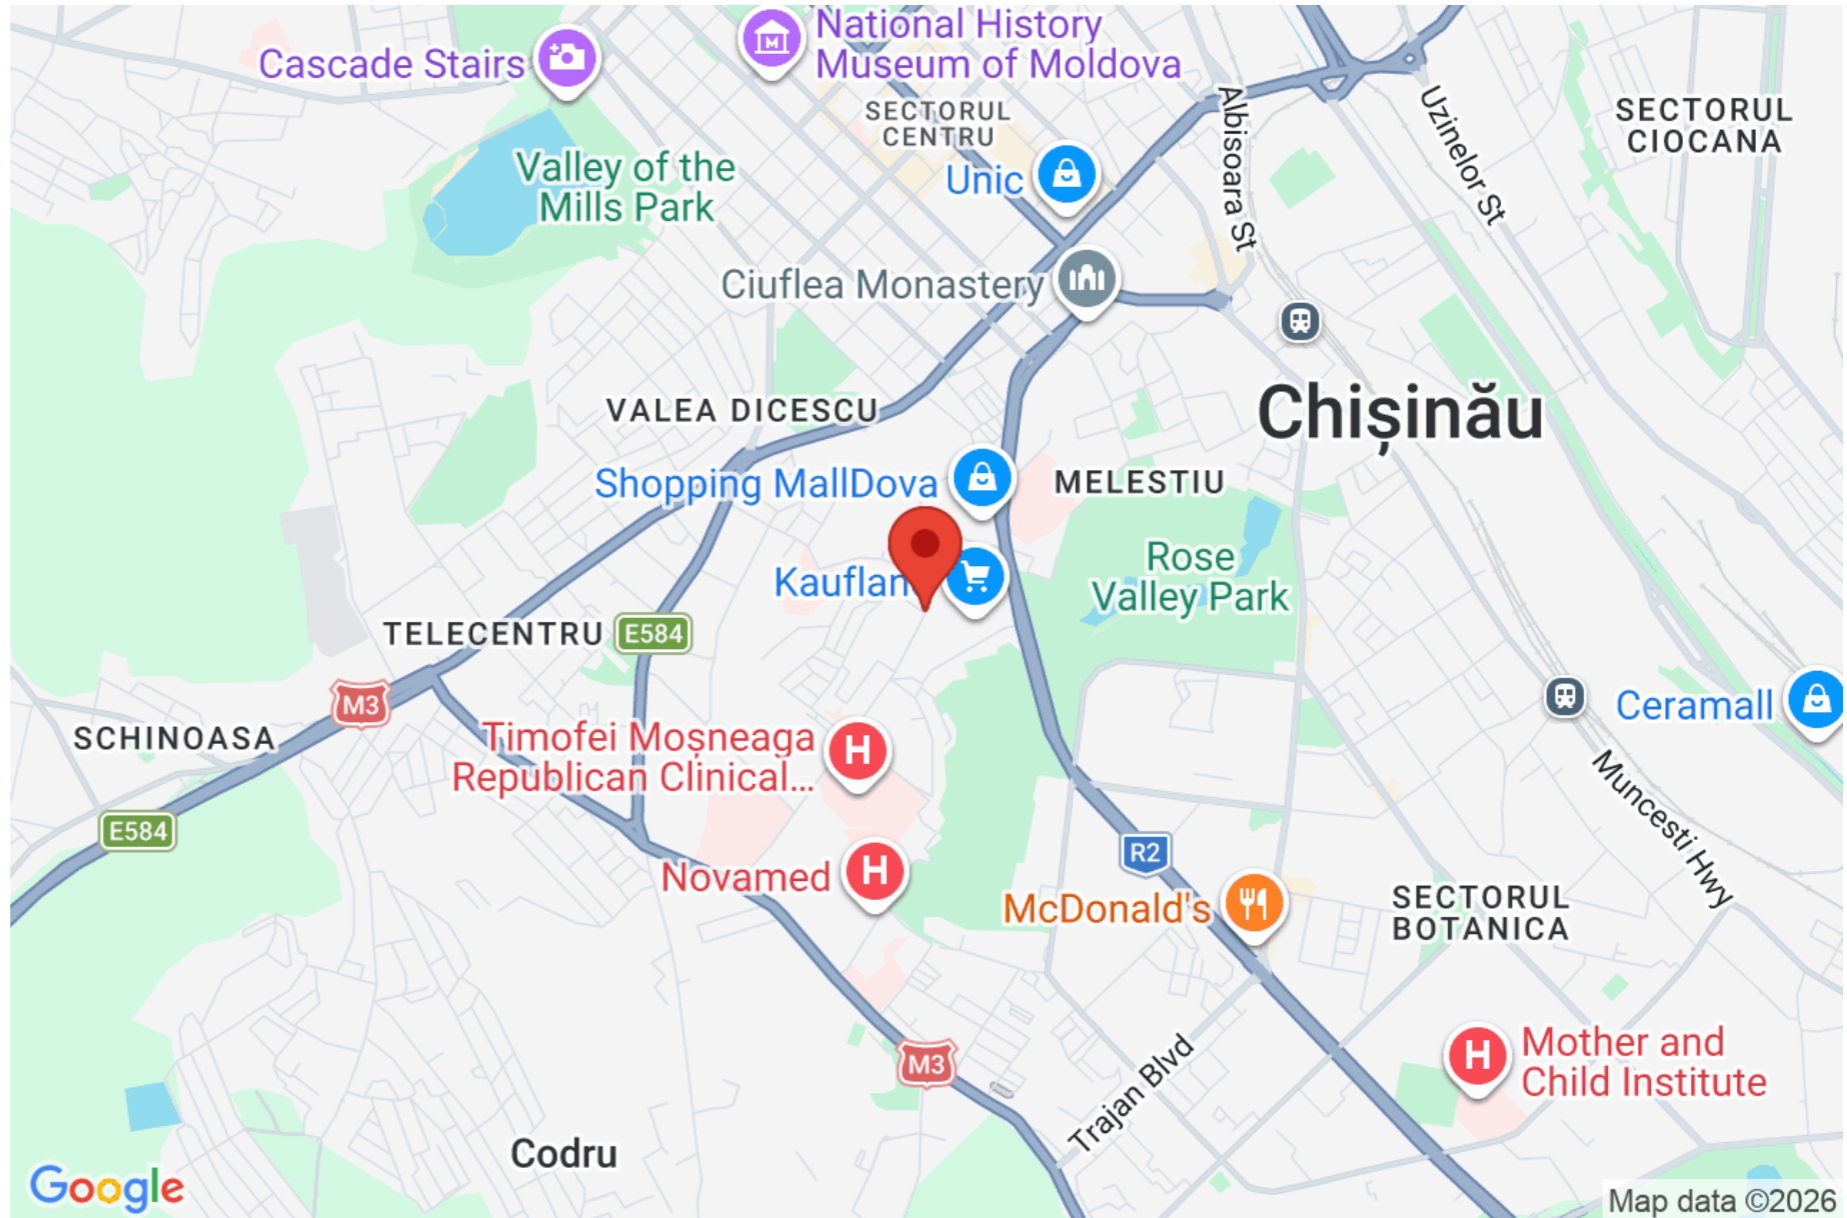 National History
Museum of Moldova
Cascade Stairs
SECTORUL
CENTRU
SECTORUL
CIOCANA
Albisoara St
Uzinelor St
Valley of the
Mills Park
Unic
Ciuflea Monastery
Chișinău
VALEA DICESCU
Shopping MallDova
MELESTIU
Rose
Valley Park
Kaufland
TELECENTRU
E584
M3
SCHINOASA
Ceramall
Timofei Moșneaga
Republican Clinical...
Muncesti Hwy
E584
R2
Novamed
McDonald's
SECTORUL
BOTANICA
M3
Trajan Blvd
Mother and
Child Institute
Codru
Google
Map data ©2026